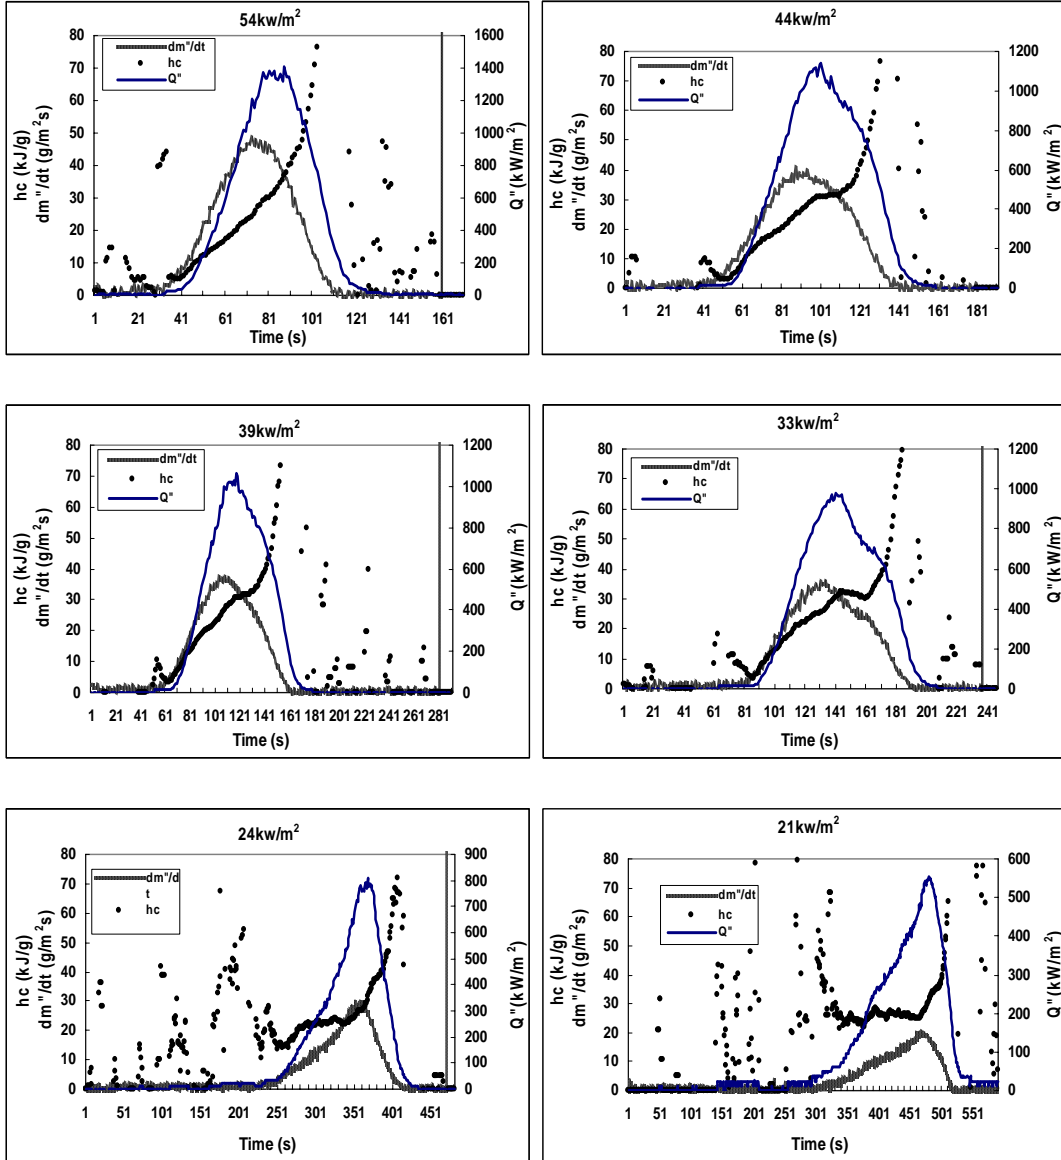 54kw/m²
hc (kJ/g)
dm"/dt (g/m²s)
80
70
60
50
40
30
20
10
0
dm"/dt
hc
Q"
1600
1400
1200
1000
800
600
400
200
0
Q"(kW/m²)
1 21 41 61 81 101 121 141 161
Time (s)
44kw/m²
hc (kJ/g)
dm"/dt (g/m²s)
80
70
60
50
40
30
20
10
0
dm"/dt
hc
Q"
1200
1000
800
600
400
200
0
Q"(kW/m²)
1 21 41 61 81 101 121 141 161 181
Time (s)
39kw/m²
hc (kJ/g)
dm"/dt (g/m²s)
80
70
60
50
40
30
20
10
0
dm"/dt
hc
Q"
1200
1000
800
600
400
200
0
Q"(kW/m²)
1 21 41 61 81 101 121 141 161 181 201 221 241 261 281
Time (s)
33kw/m²
hc (kJ/g)
dm"/dt (g/m²s)
80
70
60
50
40
30
20
10
0
dm"/dt
hc
Q"
1200
1000
800
600
400
200
0
Q"(kW/m²)
1 21 41 61 81 101 121 141 161 181 201 221 241
Time (s)
24kw/m²
hc (kJ/g)
dm"/dt (g/m²s)
80
70
60
50
40
30
20
10
0
dm"/d
t
hc
900
800
700
600
500
400
300
200
100
0
Q"(kW/m²)
1 51 101 151 201 251 301 351 401 451
Time (s)
21kw/m²
hc (kJ/g)
dm"/dt (g/m²s)
80
70
60
50
40
30
20
10
0
dm"/dt
hc
Q"
600
500
400
300
200
100
0
Q"(kW/m²)
1 51 101 151 201 251 301 351 401 451 501 551
Time (s)